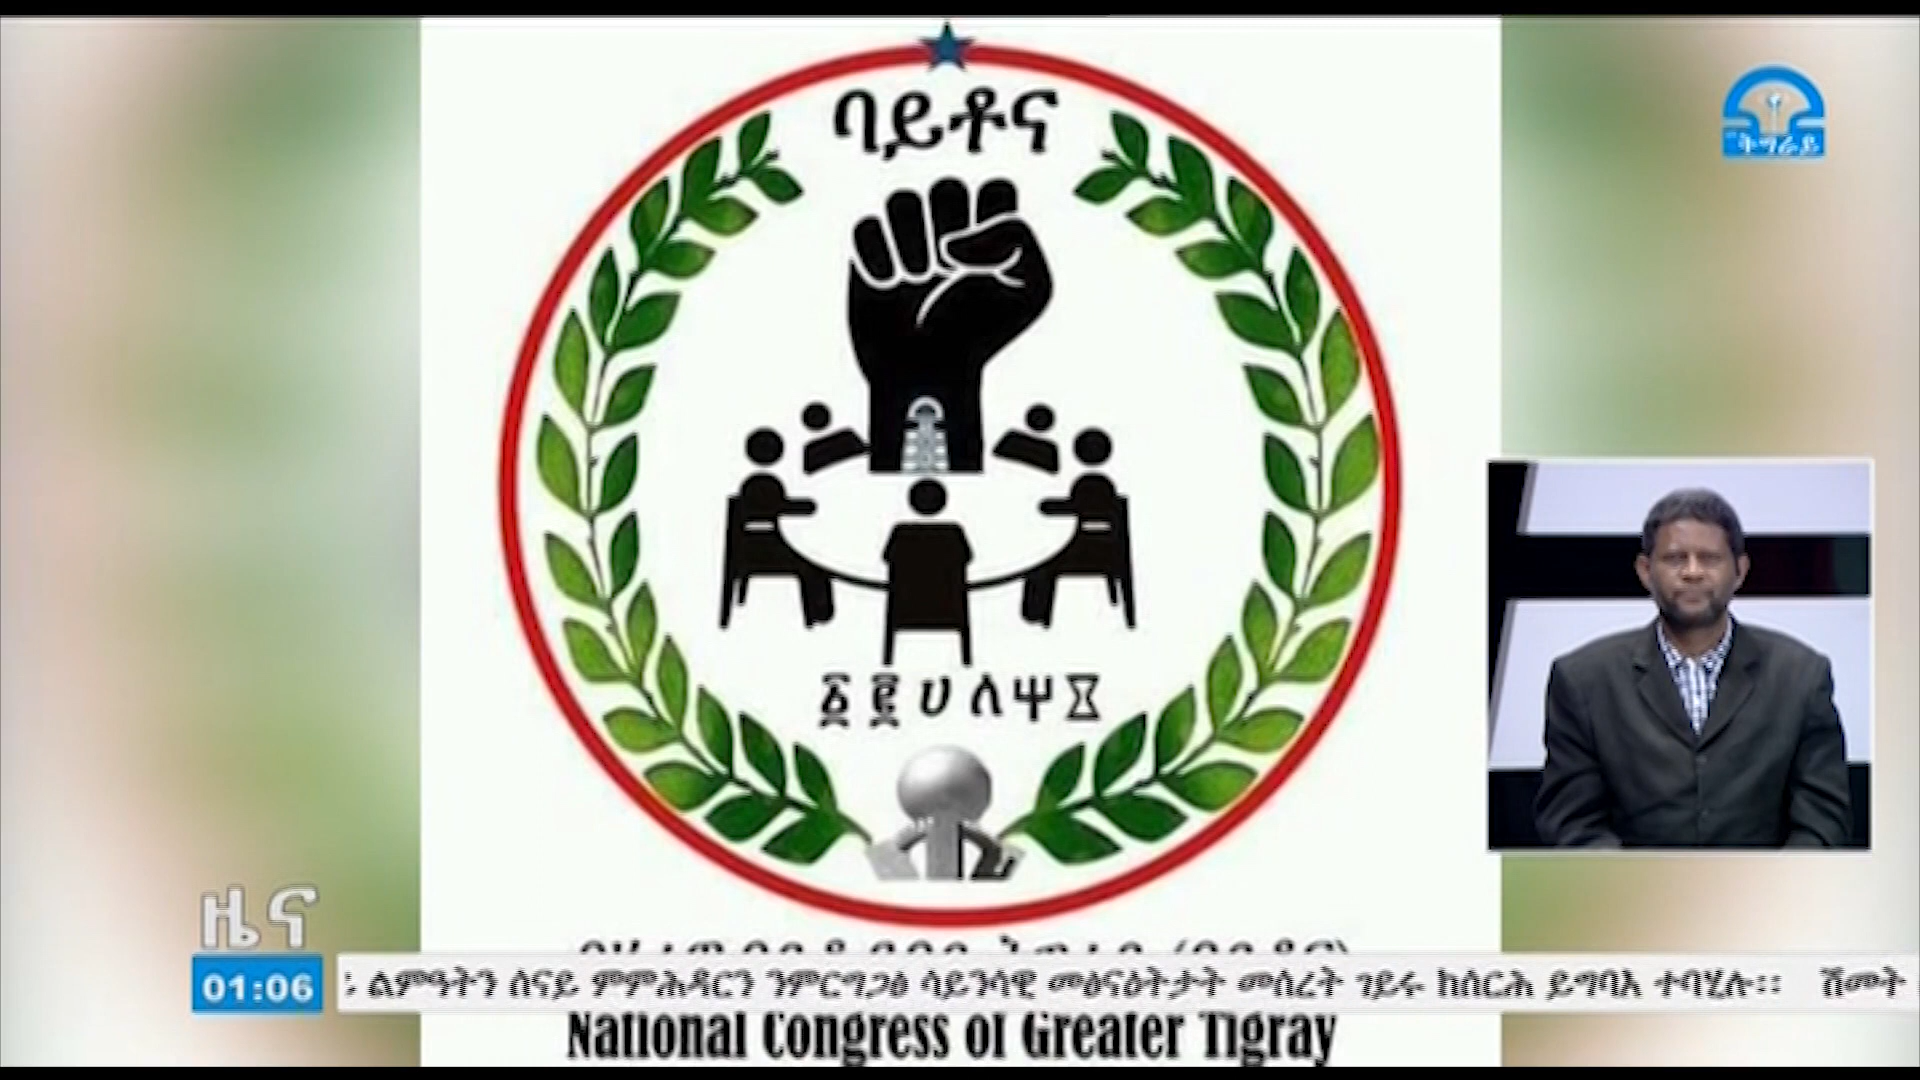 ባይቶና
ትግራይ
፩ ፪ ሀ ለ
ዜና
01:06
ልምዓትን ሰናይ ምምሕዳርን ንምርግጋፅ ሳይንሳዊ መፅናዕትታት መሰረት ገይሩ ክሰርሕ ይግባእ ተባሂሉ፡፡ ሽመት
National Congress of Greater Tigray